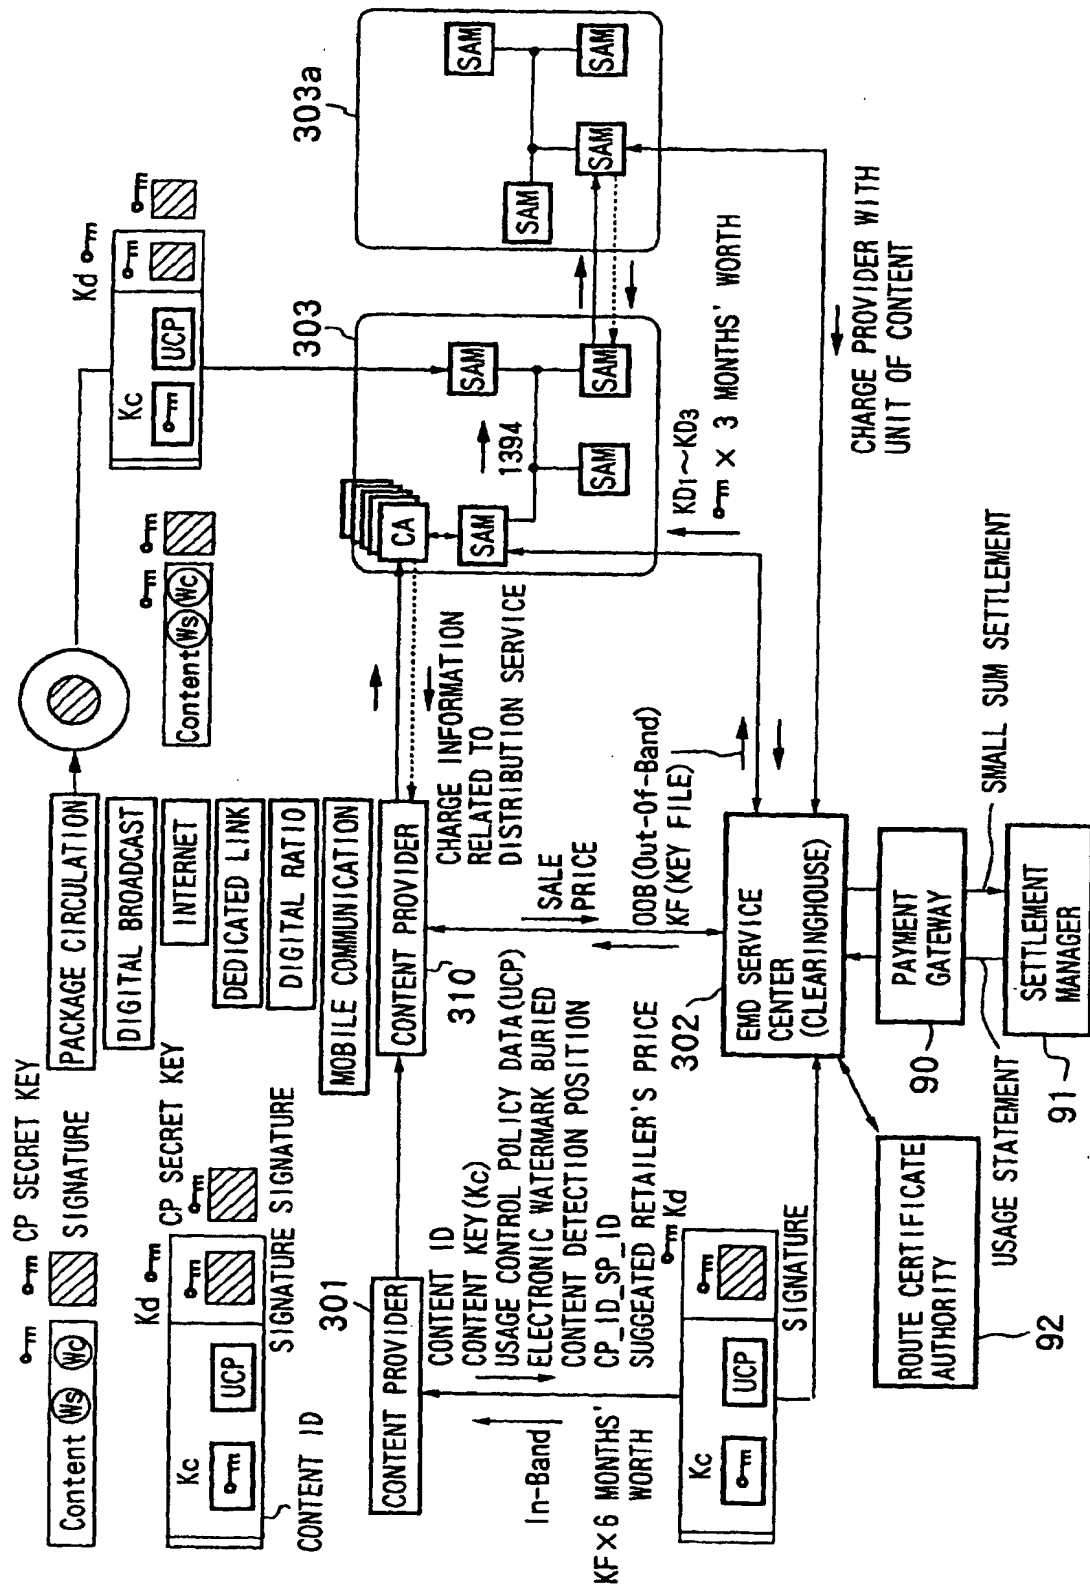 CP SECRET KEY
SIGNATURE
Content
Ws
Wc
Kd
CP SECRET KEY
Kc
UCP
SIGNATURE
SIGNATURE
CONTENT ID
PACKAGE CIRCULATION
DIGITAL BROADCAST
INTERNET
DEDICATED LINK
DIGITAL RATIO
MOBILE COMMUNICATION
CONTENT PROVIDER
310
Content
Ws
Wc
Kd
Kc
UCP
301
CONTENT PROVIDER
CONTENT ID
CONTENT KEY(Kc)
USAGE CONTROL POLICY DATA(UCP)
ELECTRONIC WATERMARK BURIED
CONTENT DETECTION POSITION
CP_ID_SP_ID
SUGGEATED RETAILER'S PRICE
In-Band
KF×6 MONTHS'
WORTH
Kd
Kc
UCP
SIGNATURE
CHARGE INFORMATION
RELATED TO
DISTRIBUTION SERVICE
SALE
PRICE
OOB(Out-Of-Band)
KF(KEY FILE)
303
CA
SAM
SAM
SAM
SAM
1394
303a
SAM
SAM
SAM
SAM
KD1~KD3
× 3 MONTHS' WORTH
CHARGE PROVIDER WITH
UNIT OF CONTENT
302
EMD SERVICE
CENTER
(CLEARINGHOUSE)
PAYMENT
GATEWAY
90
SMALL SUM SETTLEMENT
USAGE STATEMENT
SETTLEMENT
MANAGER
91
ROUTE CERTIFICATE
AUTHORITY
92